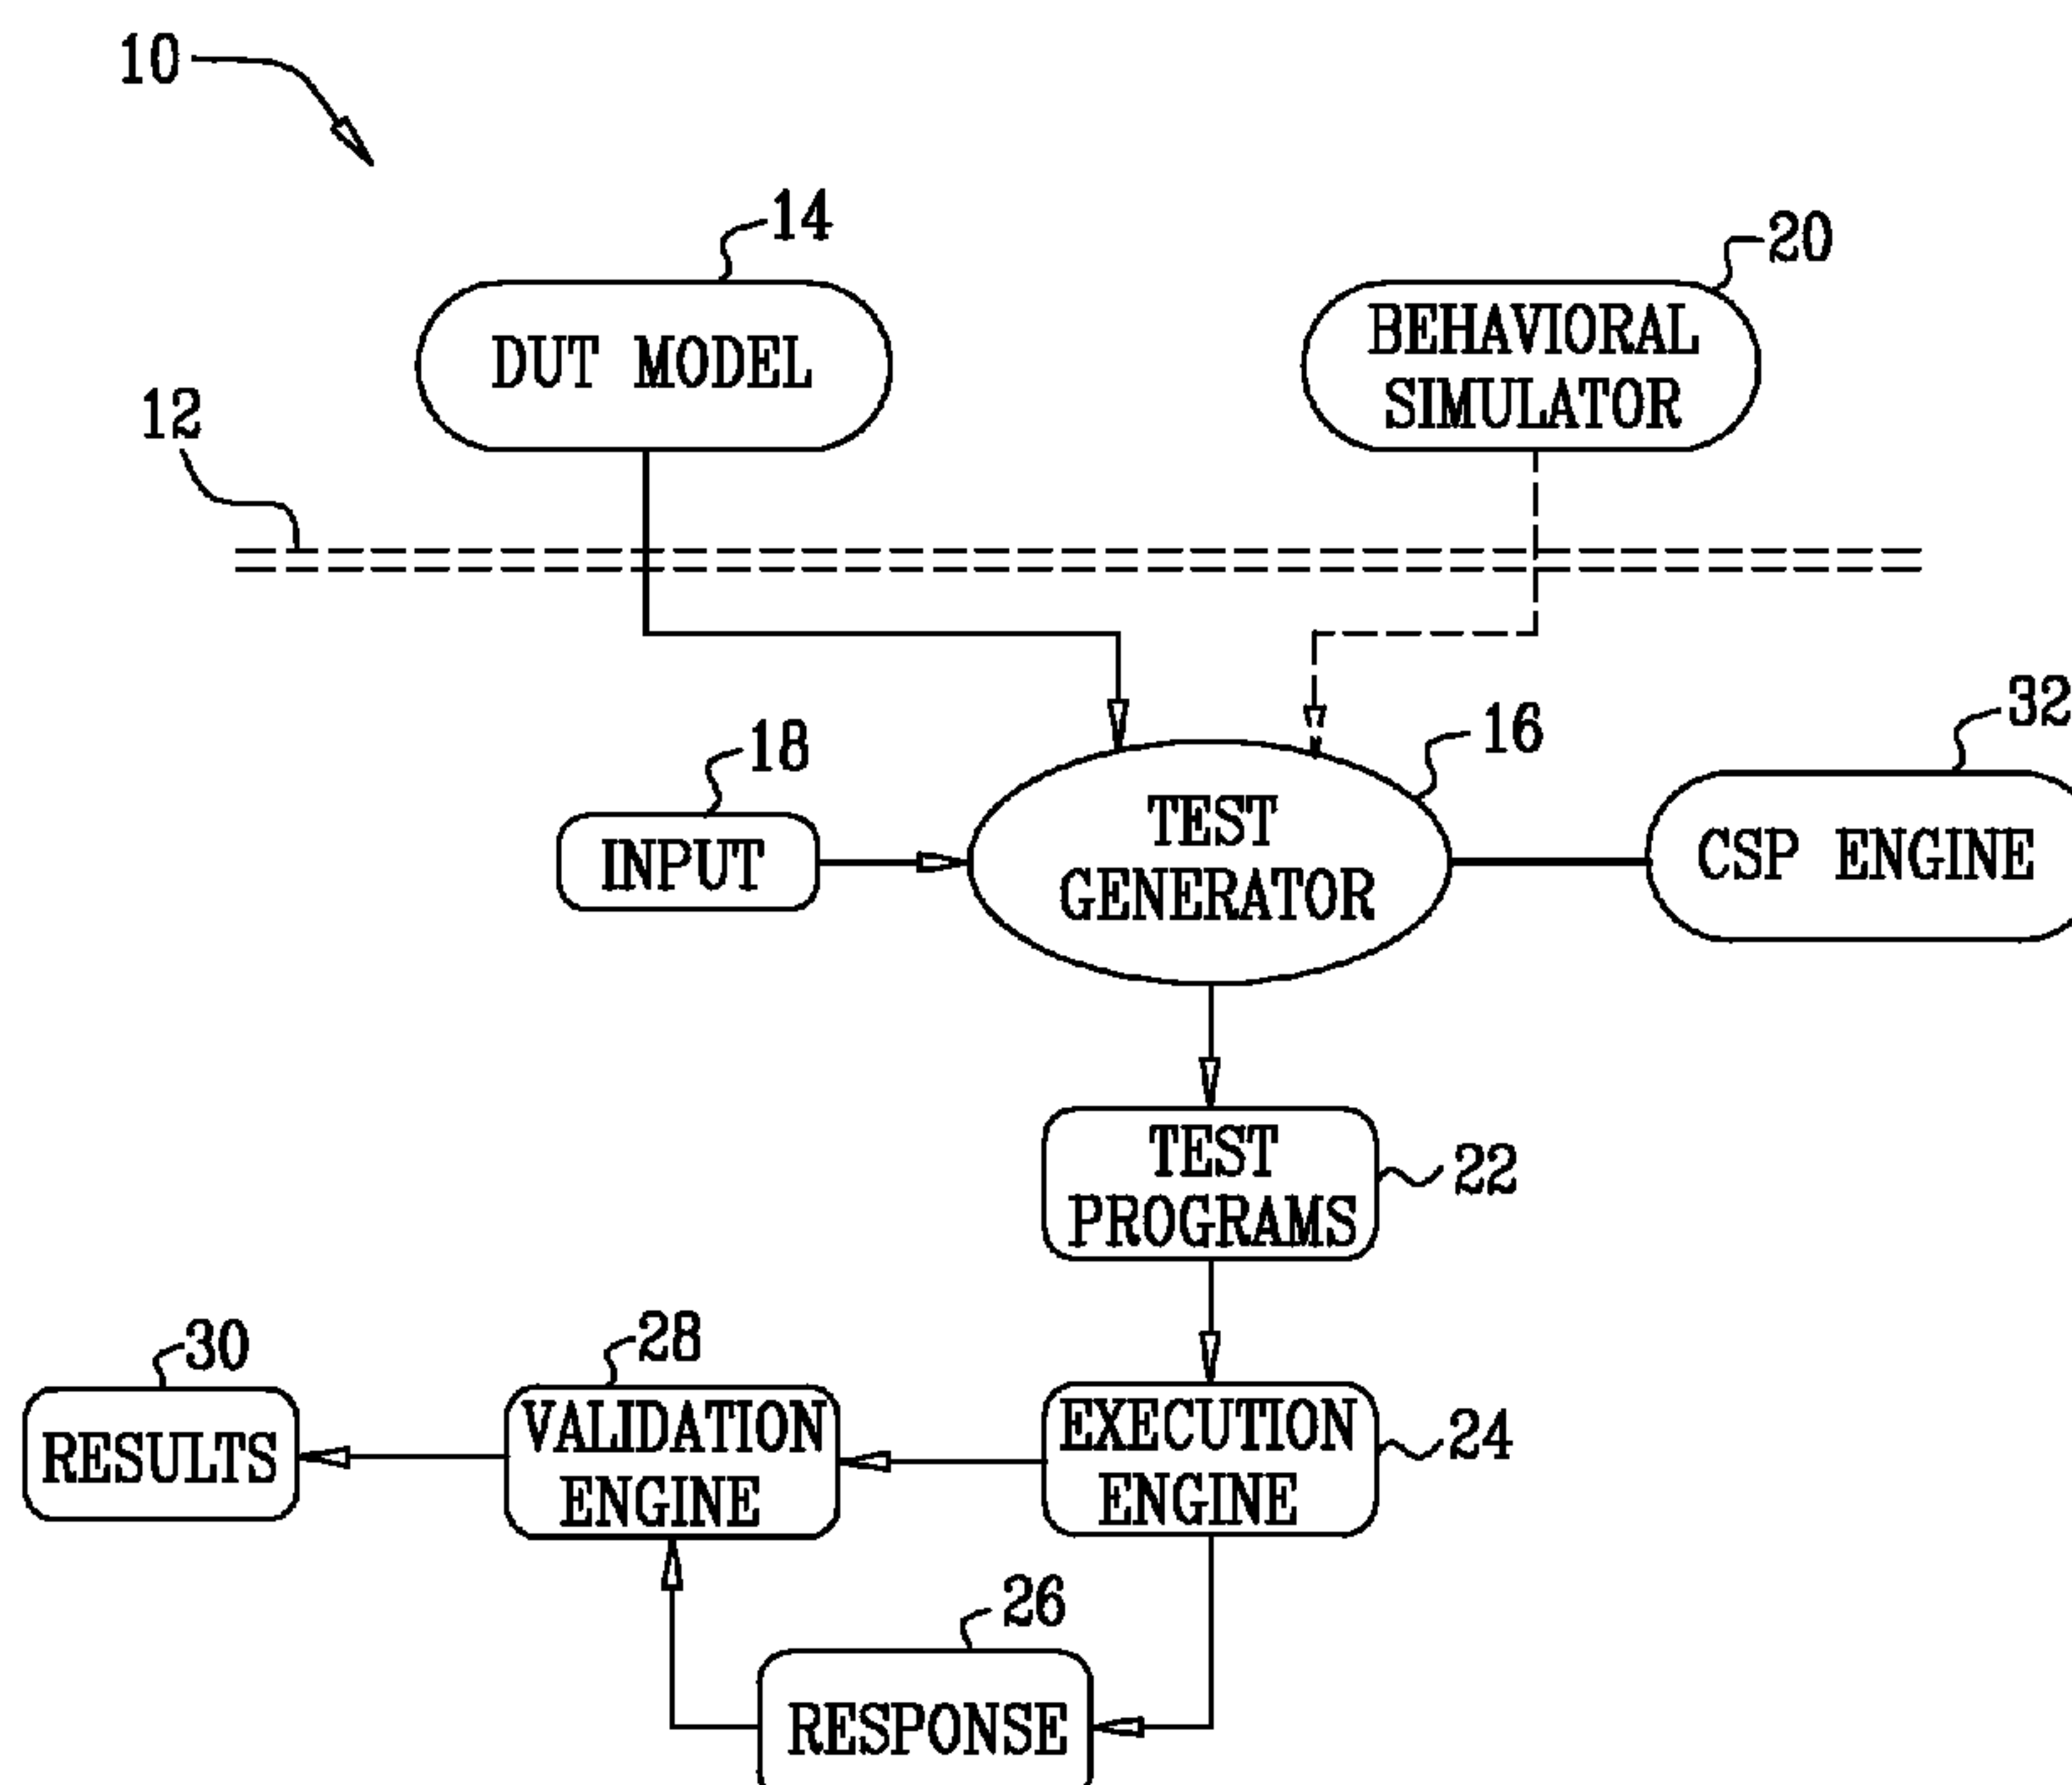 10
14
20
DUT MODEL
BEHAVIORAL
SIMULATOR
12
32
16
18
TEST
GENERATOR
INPUT
CSP ENGINE
TEST
PROGRAMS
22
30
28
RESULTS
VALIDATION
ENGINE
EXECUTION
ENGINE
24
26
RESPONSE